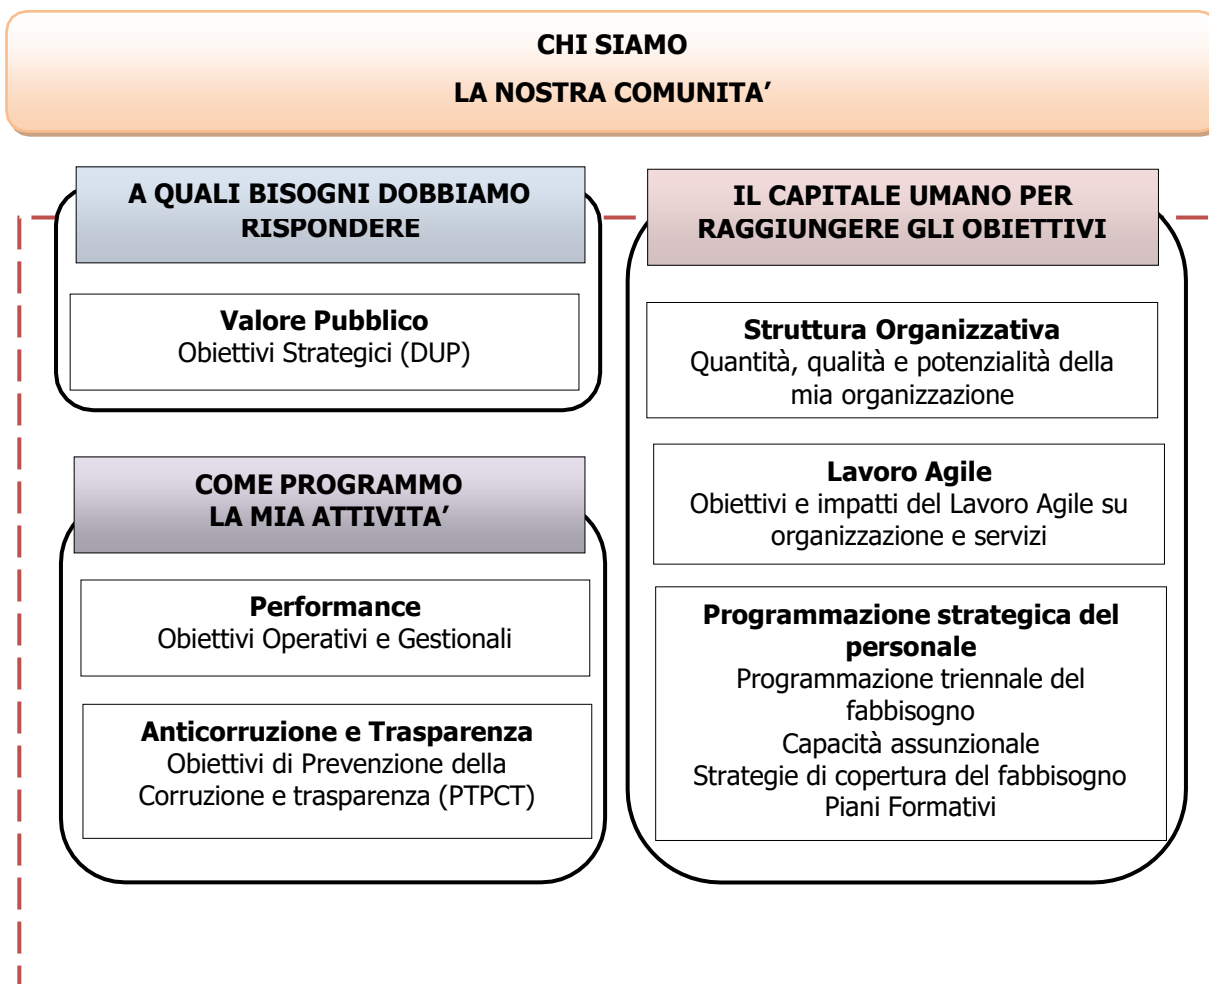 CHI SIAMO
LA NOSTRA COMUNITA’
A QUALI BISOGNI DOBBIAMO
RISPONDERE
Valore Pubblico
Obiettivi Strategici (DUP)
COME PROGRAMMO
LA MIA ATTIVITA’
Performance
Obiettivi Operativi e Gestionali
Anticorruzione e Trasparenza
Obiettivi di Prevenzione della
Corruzione e trasparenza (PTPCT)
IL CAPITALE UMANO PER
RAGGIUNGERE GLI OBIETTIVI
Struttura Organizzativa
Quantità, qualità e potenzialità della
mia organizzazione
Lavoro Agile
Obiettivi e impatti del Lavoro Agile su
organizzazione e servizi
Programmazione strategica del
personale
Programmazione triennale del
fabbisogno
Capacità assunzionale
Strategie di copertura del fabbisogno
Piani Formativi